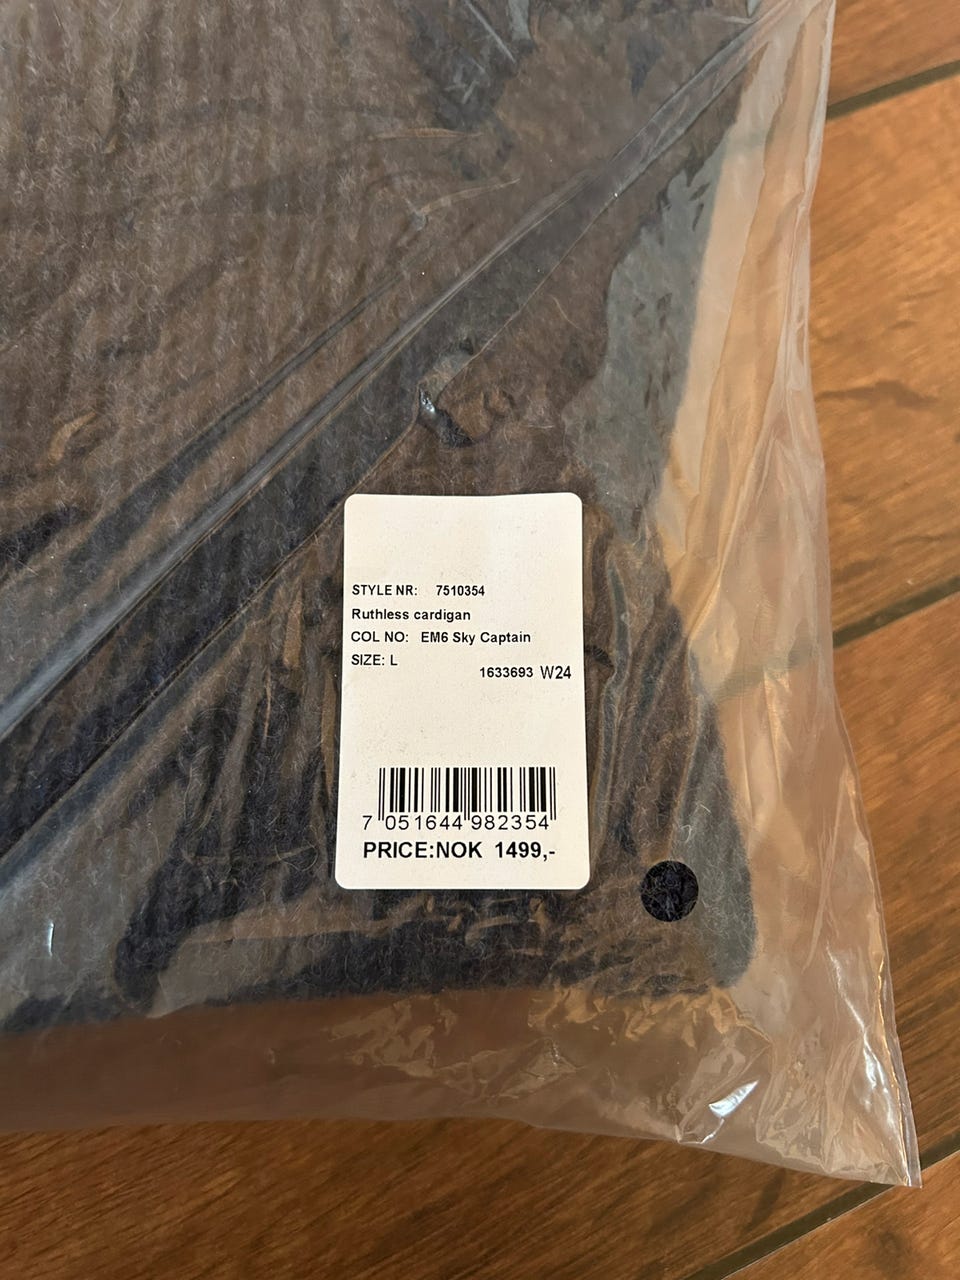 STYLE NR: 7510354
Ruthless cardigan
COL NO: EM6 Sky Captain
SIZE: L
1633693 W24
7 051644 982354
PRICE:NOK 1499,-